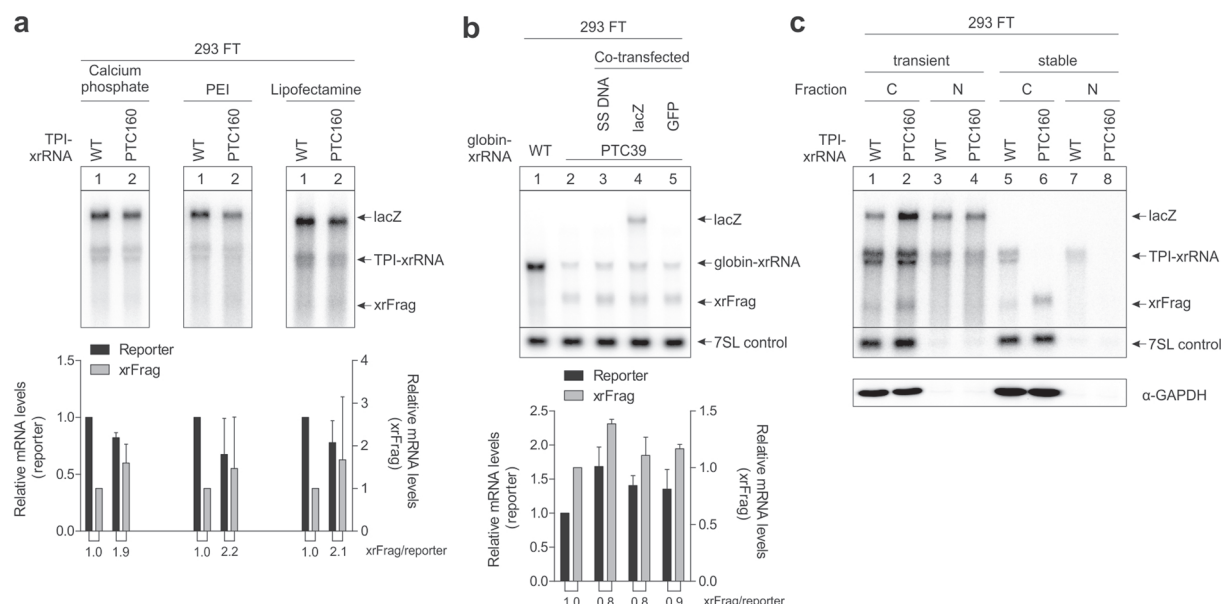 a
293 FT
Calcium phosphate
PEI
Lipofectamine
TPI-xrRNA
WT
PTC160
WT
PTC160
WT
PTC160
1 2 1 2 1 2
lacZ
TPI-xrRNA
xrFrag
Reporter
xrFrag
Relative mRNA levels (reporter)
1.5
1.0
0.5
0.0
4
3
2
1
0
Relative mRNA levels (xrFrag)
1.0 1.9 1.0 2.2 1.0 2.1 xrFrag/reporter
b
293 FT
Co-transfected
SS DNA
lacZ
GFP
globin-xrRNA
WT PTC39
1 2 3 4 5
lacZ
globin-xrRNA
xrFrag
7SL control
Reporter
xrFrag
Relative mRNA levels (reporter)
2.5
2.0
1.5
1.0
0.5
0.0
1.5
1.0
0.5
0.0
Relative mRNA levels (xrFrag)
1.0 0.8 0.8 0.9 xrFrag/reporter
c
293 FT
transient stable
Fraction C N C N
TPI-xrRNA
WT
PTC160
WT
PTC160
WT
PTC160
WT
PTC160
1 2 3 4 5 6 7 8
lacZ
TPI-xrRNA
xrFrag
7SL control
α-GAPDH